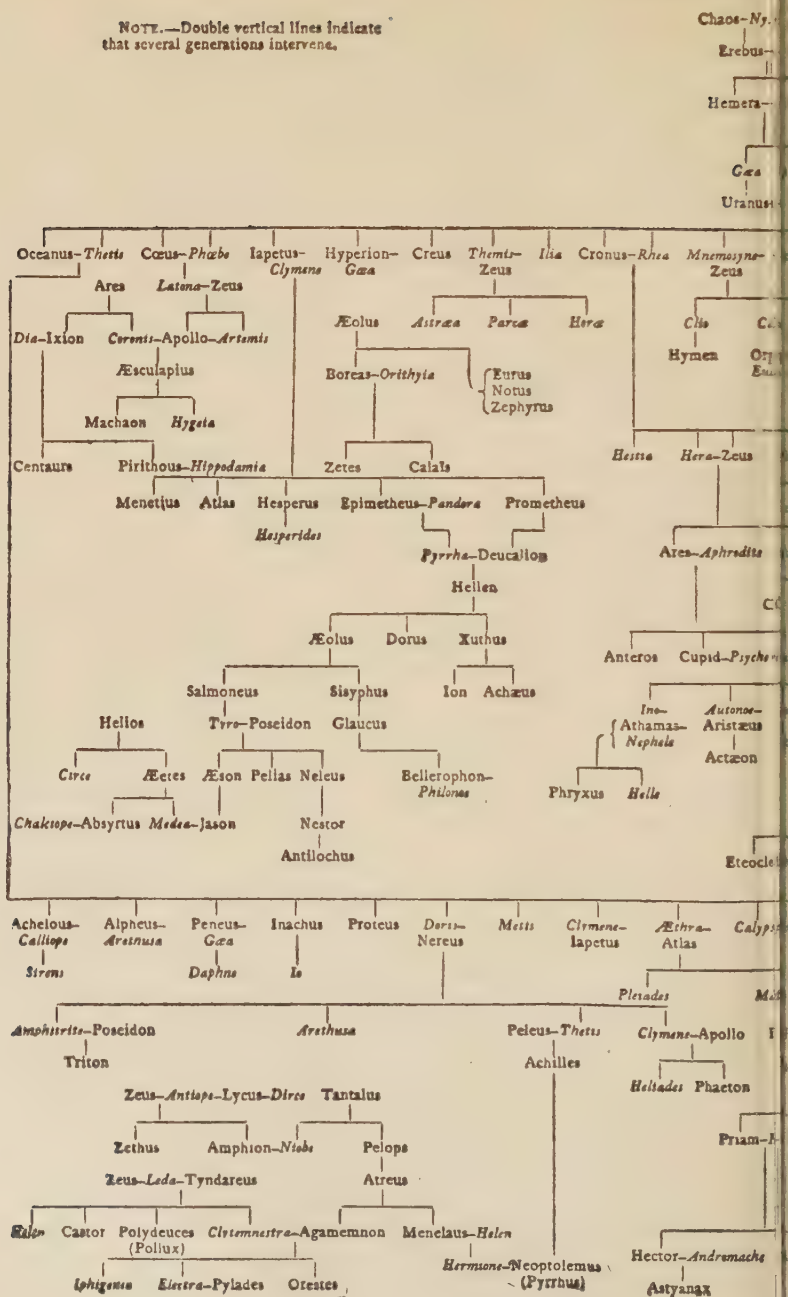 NOTE.—Double vertical lines indicate
that several generations intervene.
Chaos–Ny
Erebus–
Hemera–
Gæa
Uranus
Oceanus–Thetis Cœus–Phœbe Iapetus– Hyperion– Creus Themis– Ilia Cronus–Rhea Mnemosyne–
Clymene Gæa Zeus Zeus
Ares Latona–Zeus
Æolus Astræa Parcæ Horæ Clio
Dia–Ixion Coronis–Apollo–Artemis
Hymen
Æsculapius Boreas–Orithyia Eurus
Notus
Zephyrus
Machaon Hygeia
Centaurs Pirithous–Hippodamia Zetes Calaïs Hestia Hera–Zeus
Menetius Atlas Hesperus Epimetheus–Pandora Prometheus
Hesperides
Pyrrha–Deucalion Ares–Aphrodite
Hellen
Æolus Dorus Xuthus
Anteros Cupid–Psyche
Salmoneus Sisyphus Ion Achæus
Ino– Autonoe–
Helios Tyro–Poseidon Glaucus Athamas– Aristæus
Nephele
Circe Æetes Æson Pelias Neleus Bellerophon– Actæon
Philonoe
Phryxus Helle
Chalciope–Absyrtus Medea–Jason Nestor
Antilochus
Eteocle
Achelous– Alpheus– Peneus– Inachus Proteus Doris– Metis Clymene– Æthra– Calyps
Calliope Arethusa Gæa Nereus Iapetus Atlas
Sirens Daphne Io
Pleiades
Amphitrite–Poseidon Arethusa Peleus–Thetis Clymene–Apollo
Triton Achilles
Heliades Phaeton
Zeus–Antiope–Lycus–Dirce Tantalus
Zethus Amphion–Niobe Pelops Priam–
Zeus–Leda–Tyndareus Atreus
Helen Castor Polydeuces Clytemnestra–Agamemnon Menelaus–Helen
(Pollux)
Hermione–Neoptolemus Hector–Andromache
(Pyrrhus)
Iphigenea Electra–Pylades Orestes Astyanax